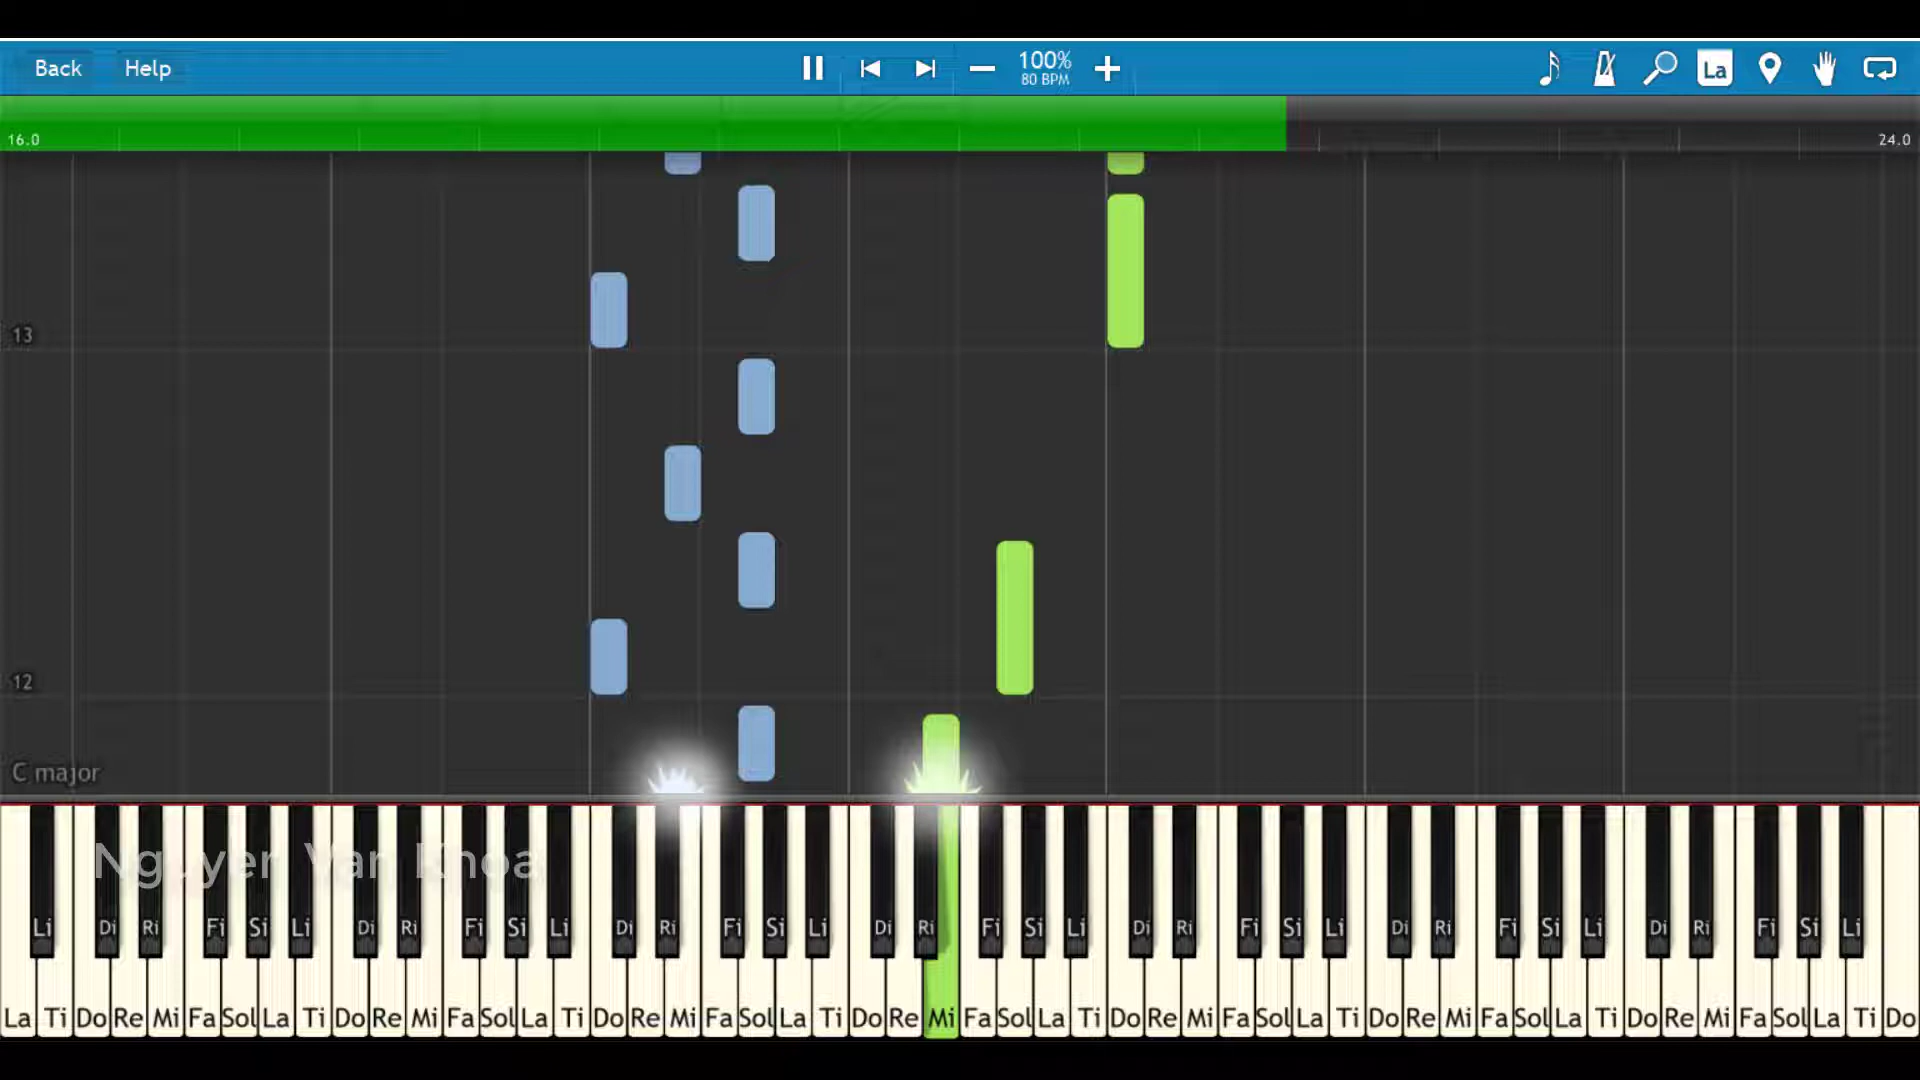 Back Help 100% 80 BPM La
16.0 24.0
13
12
C major
Nguyen Van Khoa
Li Di Ri Fi Si Li Di Ri Fi Si Li Di Ri Fi Si Li Di Ri Fi Si Li Di Ri Fi Si Li Di Ri Fi Si Li Di Ri Fi Si Li
La Ti Do Re Mi Fa Sol La Ti Do Re Mi Fa Sol La Ti Do Re Mi Fa Sol La Ti Do Re Mi Fa Sol La Ti Do Re Mi Fa Sol La Ti Do Re Mi Fa Sol La Ti Do Re Mi Fa Sol La Ti Do